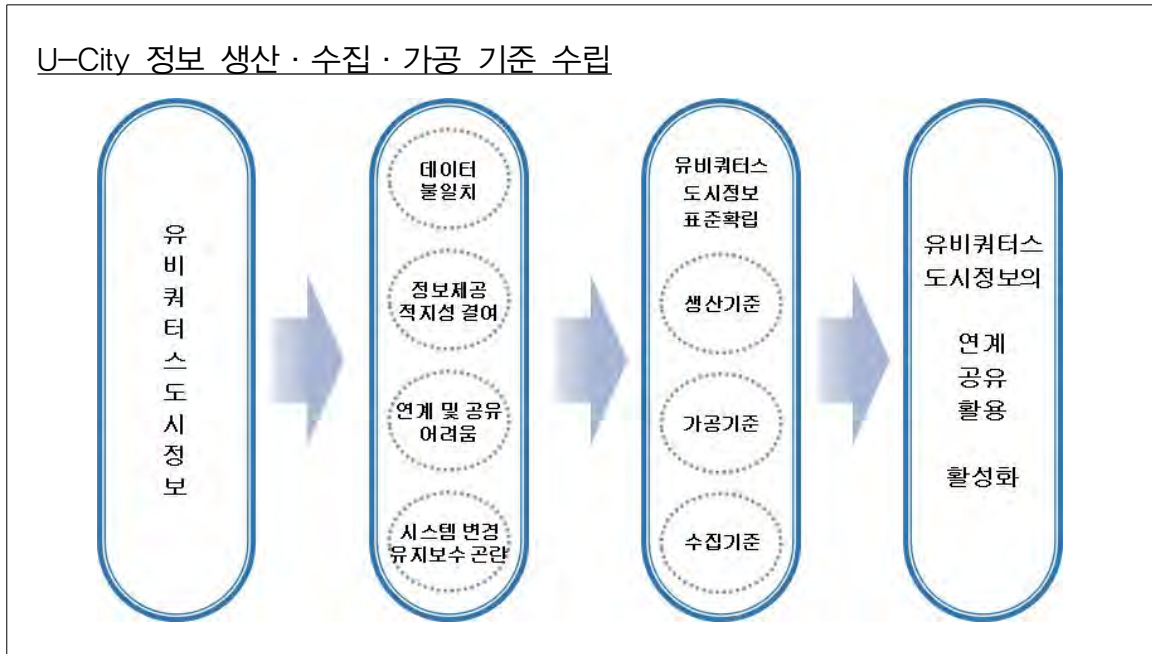 U-City 정보 생산 · 수집 · 가공 기준 수립
유
비
쿼
터
스
도
시
정
보
데이터
불일치
정보제공
적지성 결여
연계 및 공유
어려움
시스템 변경
유지보수 곤란
유비쿼터스
도시정보
표준확립
생산기준
가공기준
수집기준
유비쿼터스
도시정보의
연계
공유
활용
활성화